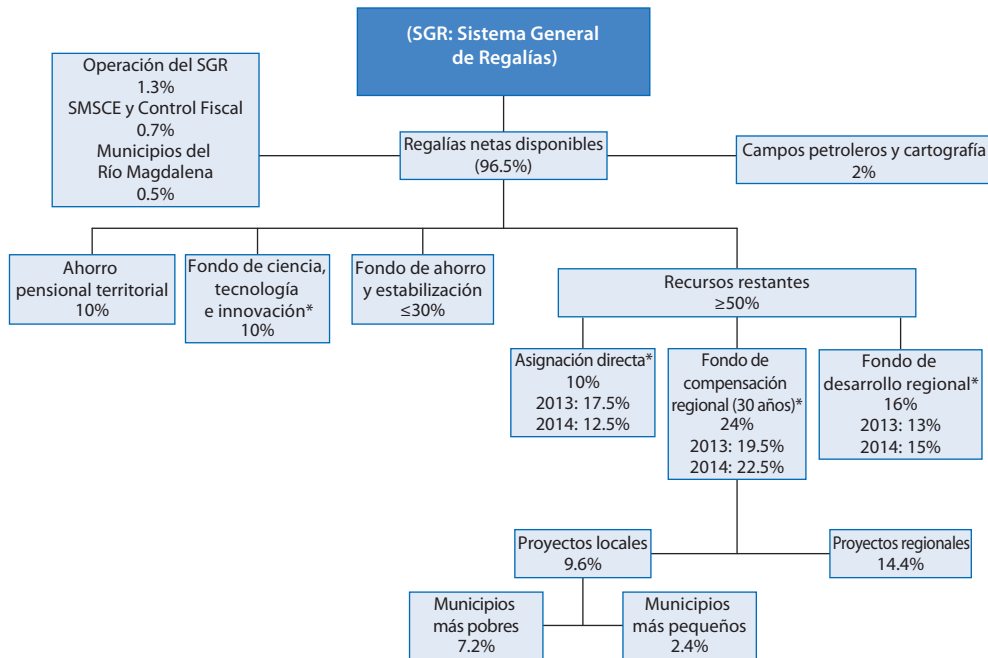 (SGR: Sistema General
de Regalías)
Operación del SGR
1.3%
SMSCE y Control Fiscal
0.7%
Municipios del
Río Magdalena
0.5%
Regalías netas disponibles
(96.5%)
Campos petroleros y cartografía
2%
Ahorro
pensional territorial
10%
Fondo de ciencia,
tecnología
e innovación*
10%
Fondo de ahorro
y estabilización
≤30%
Recursos restantes
≥50%
Asignación directa*
10%
2013: 17.5%
2014: 12.5%
Fondo de
compensación
regional (30 años)*
24%
2013: 19.5%
2014: 22.5%
Fondo de
desarrollo regional*
16%
2013: 13%
2014: 15%
Proyectos locales
9.6%
Proyectos regionales
14.4%
Municipios
más pobres
7.2%
Municipios
más pequeños
2.4%